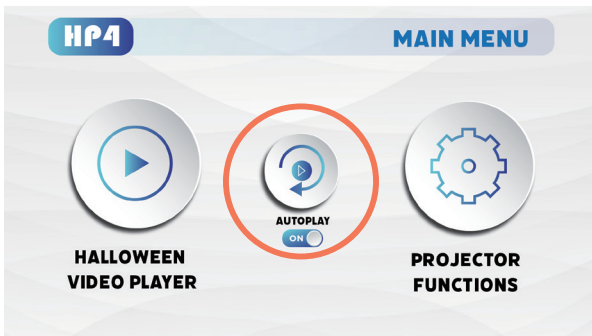 HP4
MAIN MENU
AUTOPLAY
ON
HALLOWEEN
VIDEO PLAYER
PROJECTOR
FUNCTIONS